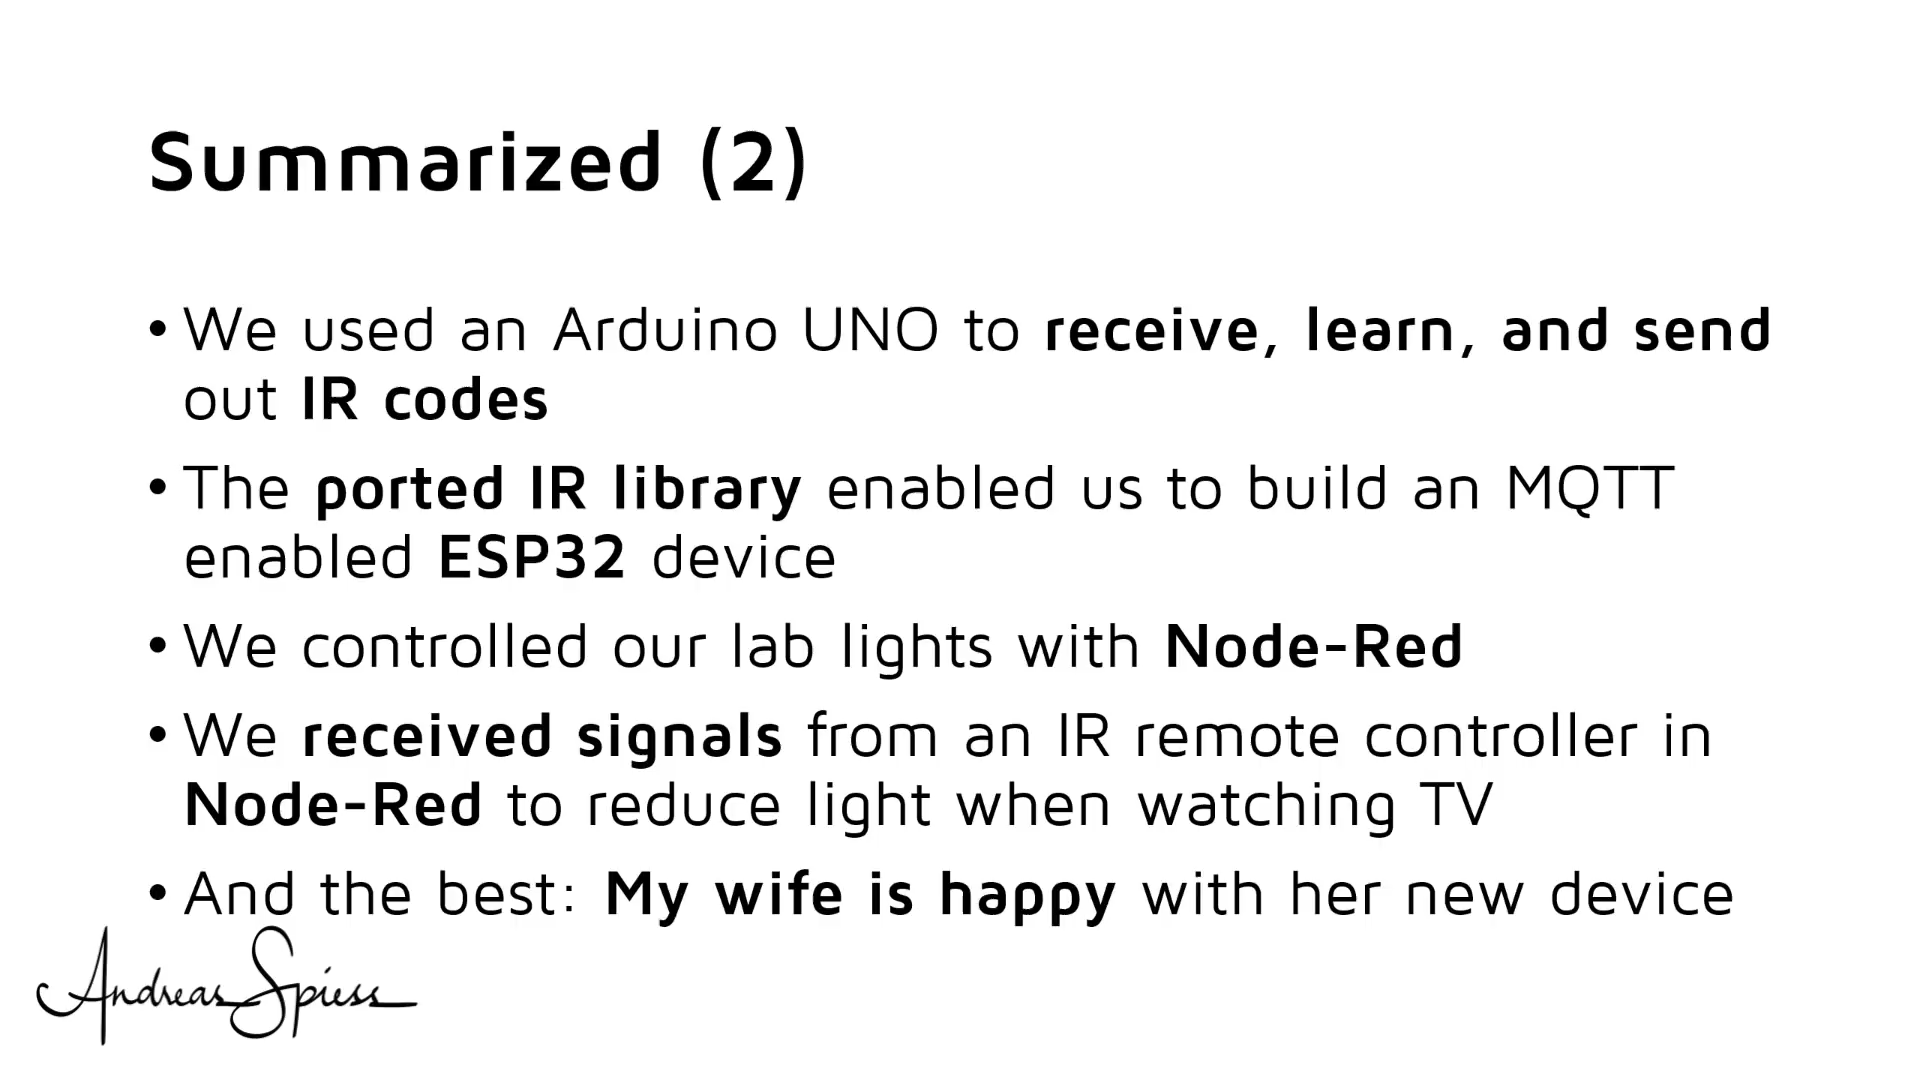 Summarized (2)
• We used an Arduino UNO to receive, learn, and send
out IR codes
• The ported IR library enabled us to build an MQTT
enabled ESP32 device
• We controlled our lab lights with Node-Red
• We received signals from an IR remote controller in
Node-Red to reduce light when watching TV
• And the best: My wife is happy with her new device
Andreas Spiess